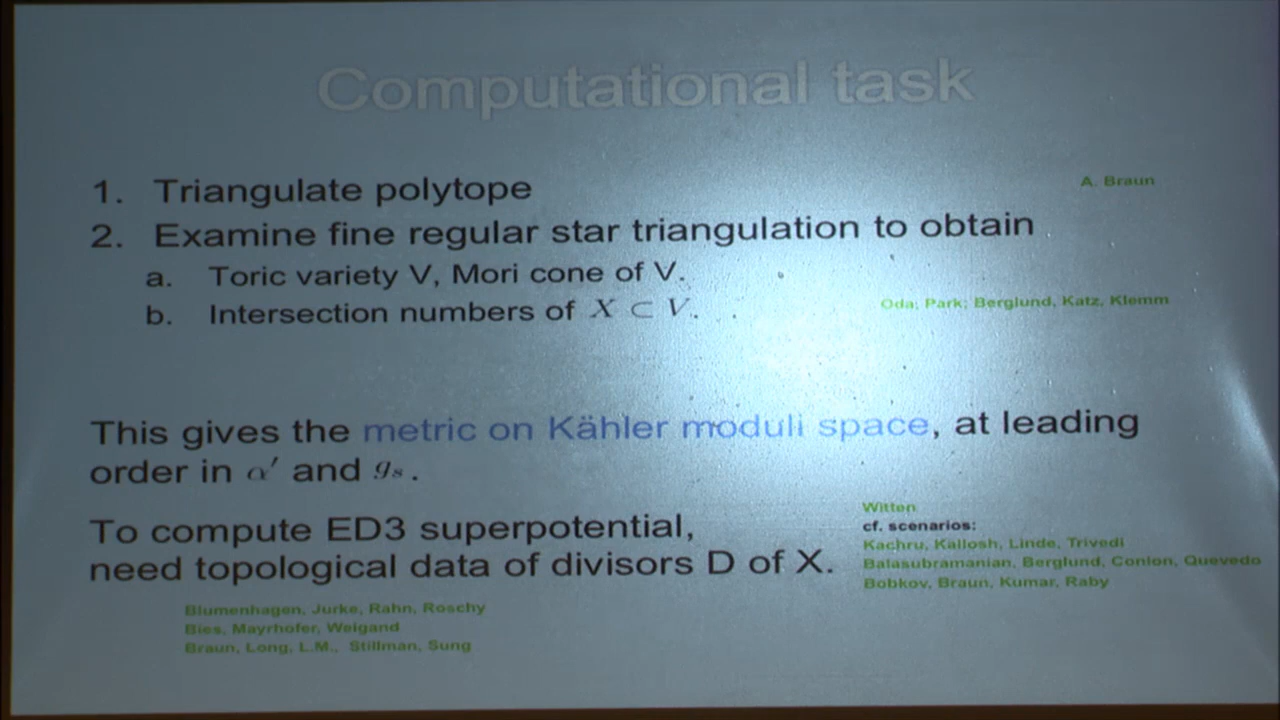 Computational task
1. Triangulate polytope
A. Braun
2. Examine fine regular star triangulation to obtain
a. Toric variety V, Mori cone of V.
b. Intersection numbers of X ⊂ V.
Oda; Park; Berglund, Katz, Klemm
This gives the metric on Kähler moduli space, at leading
order in α′ and gₛ.
To compute ED3 superpotential,
need topological data of divisors D of X.
Witten
cf. scenarios:
Kachru, Kallosh, Linde, Trivedi
Balasubramanian, Berglund, Conlon, Quevedo
Bobkov, Braun, Kumar, Raby
Blumenhagen, Jurke, Rahn, Roschy
Bies, Mayrhofer, Weigand
Braun, Long, L.M., Stillman, Sung